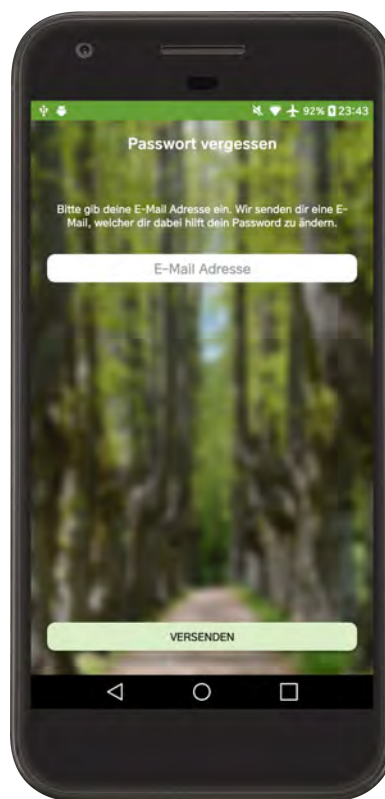 92% 23:43
Passwort vergessen
Bitte gib deine E-Mail Adresse ein. Wir senden dir eine E-
Mail, welcher dir dabei hilft dein Password zu ändern.
E-Mail Adresse
VERSENDEN